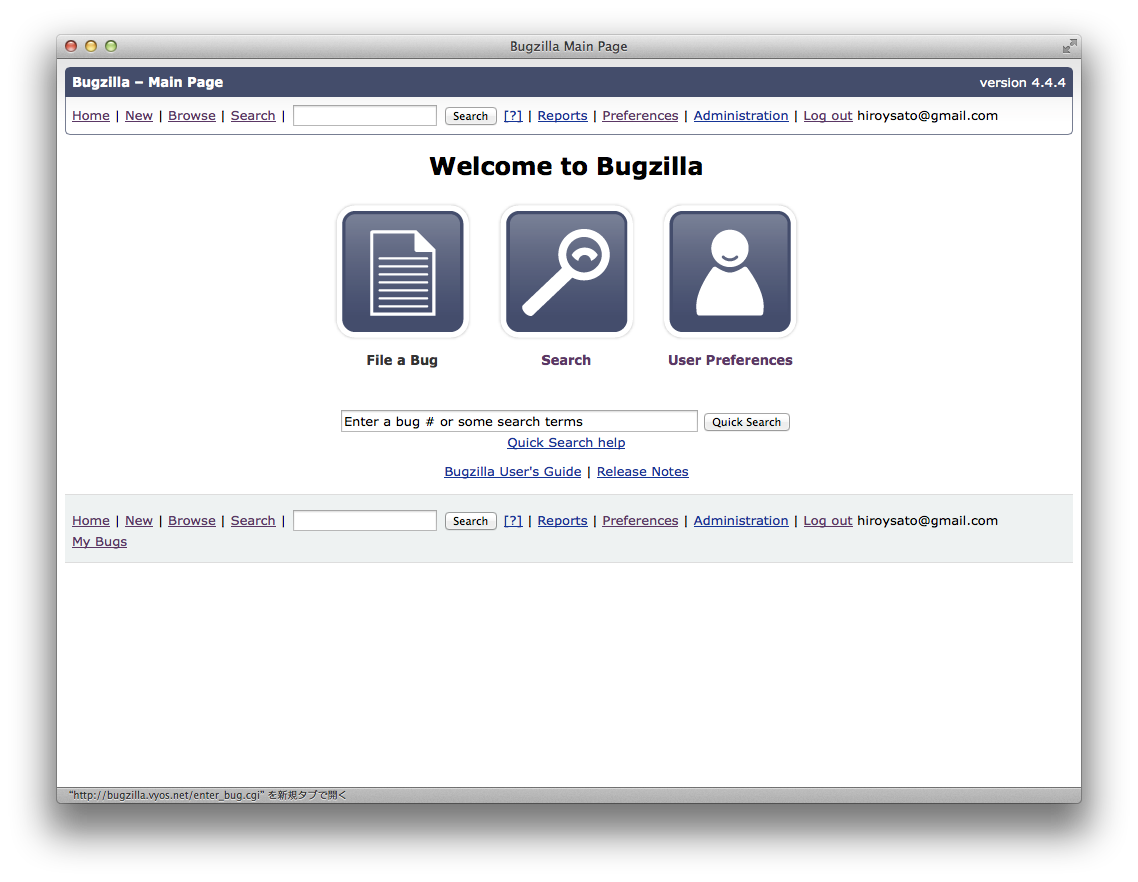 Bugzilla Main Page
Bugzilla – Main Page version 4.4.4
Home | New | Browse | Search | Search [?] | Reports | Preferences | Administration | Log out hiroysato@gmail.com
Welcome to Bugzilla
File a Bug Search User Preferences
Enter a bug # or some search terms Quick Search
Quick Search help
Bugzilla User's Guide | Release Notes
Home | New | Browse | Search | Search [?] | Reports | Preferences | Administration | Log out hiroysato@gmail.com
My Bugs
"http://bugzilla.vyos.net/enter_bug.cgi" を新規タブで開く